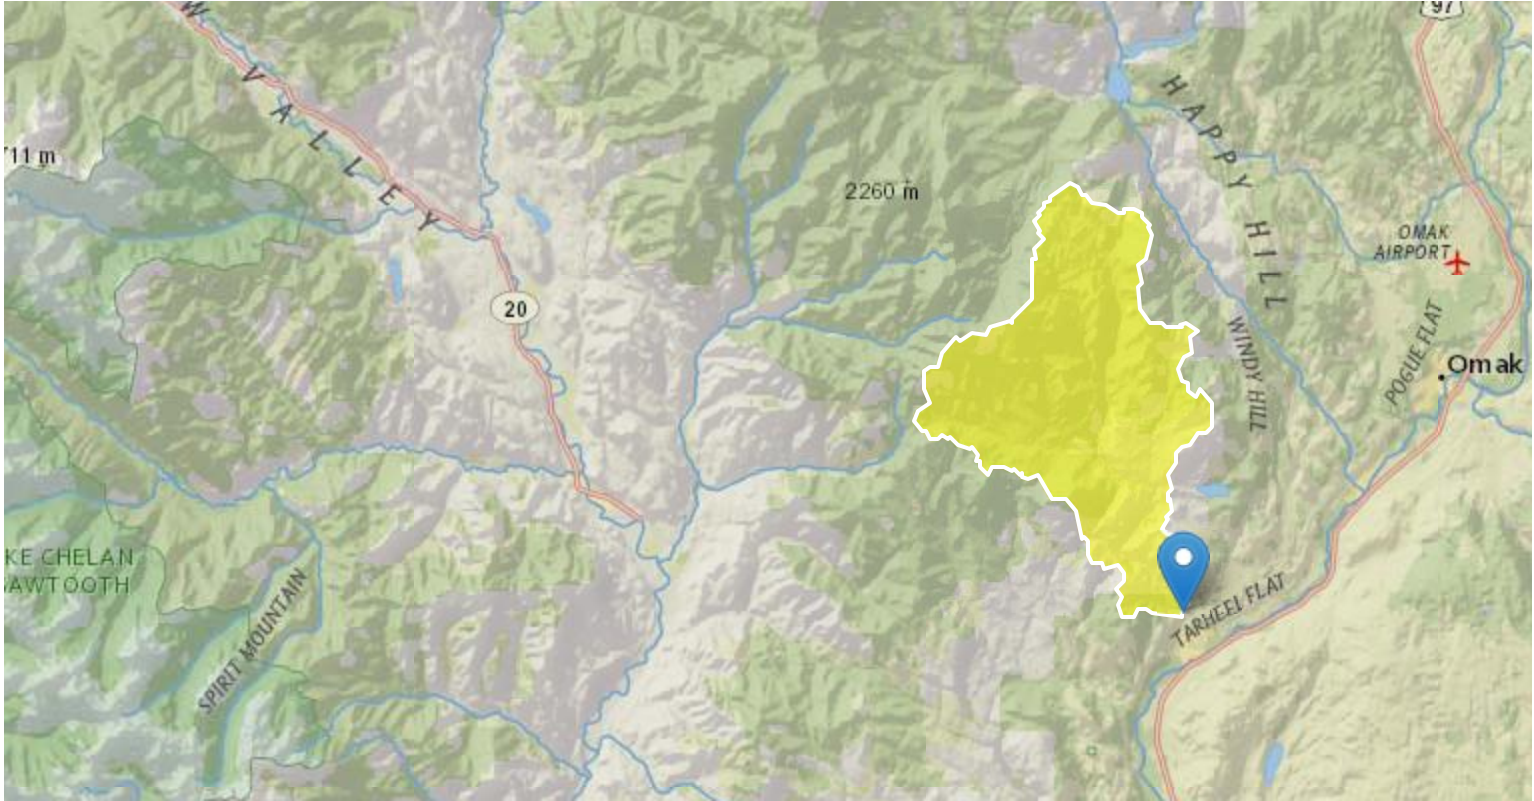 W VALLEY
97
HAPPY HILL
711 m
2260 m
OMAK
AIRPORT
20
WINDY HILL
POGUE FLAT
Omak
KE CHELAN
SAWTOOTH
SPIRIT MOUNTAIN
TARHEEL FLAT